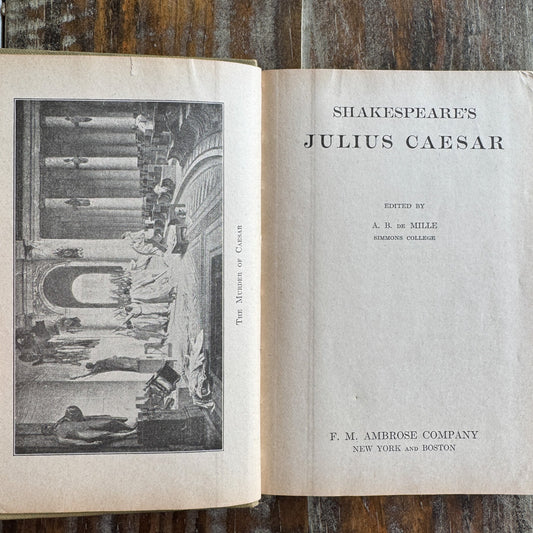 The Murder of Caesar
SHAKESPEARE'S
JULIUS CAESAR
EDITED BY
A. B. DE MILLE
SIMMONS COLLEGE
F. M. AMBROSE COMPANY
NEW YORK AND BOSTON